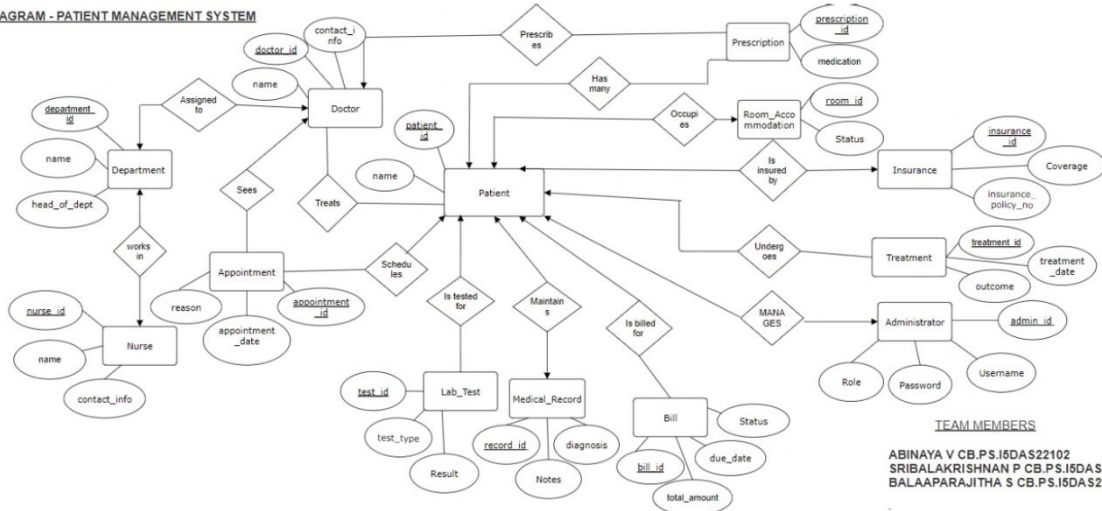 AGRAM - PATIENT MANAGEMENT SYSTEM
contact_i
nfo
doctor_id
name
Doctor
Prescrib
es
Prescription
prescription
_id
medication
Has
many
Assigned
to
department
_id
name
Department
head_of_dept
patient_
id
name
Patient
Occupi
es
Room_Acco
mmodation
room_id
Status
Is
insured
by
Insurance
insurance
_id
Coverage
insurance_
policy_no
Sees
Treats
works
in
Appointment
reason
appointment
_date
appointment
_id
Schedu
les
Undergoes
Treatment
treatment_id
treatment
_date
outcome
nurse_id
name
Nurse
contact_info
Is tested
for
Maintain
s
Is billed
for
MANA
GES
Administrator
admin_id
Role
Password
Username
test_id
test_type
Lab_Test
Result
Medical_Record
record_id
diagnosis
Notes
Bill
Status
due_date
bill_id
total_amount
TEAM MEMBERS
ABINAYA V CB.PS.I5DAS22102
SRIBALAKRISHNAN P CB.PS.I5DAS
BALAAPARAJITHA S CB.PS.I5DAS2